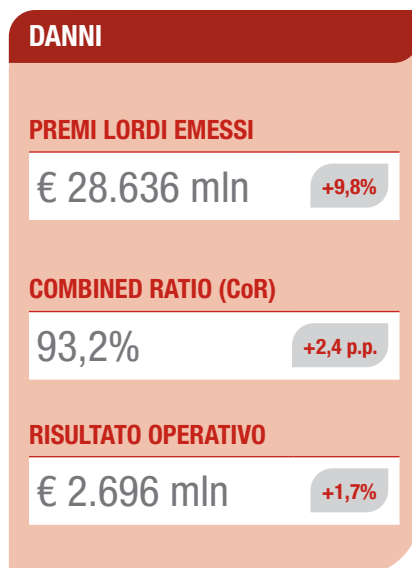 DANNI
PREMI LORDI EMESSI
€ 28.636 mln
+9,8%
COMBINED RATIO (CoR)
93,2%
+2,4 p.p.
RISULTATO OPERATIVO
€ 2.696 mln
+1,7%